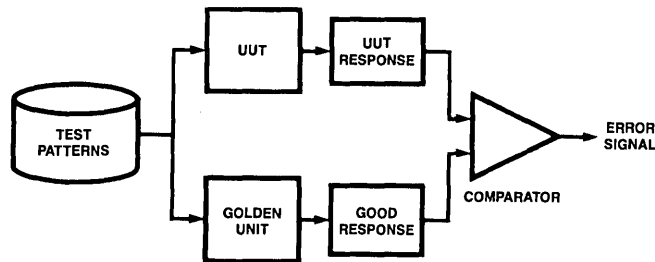 UUT
UUT
RESPONSE
TEST
PATTERNS
ERROR
SIGNAL
COMPARATOR
GOLDEN
UNIT
GOOD
RESPONSE